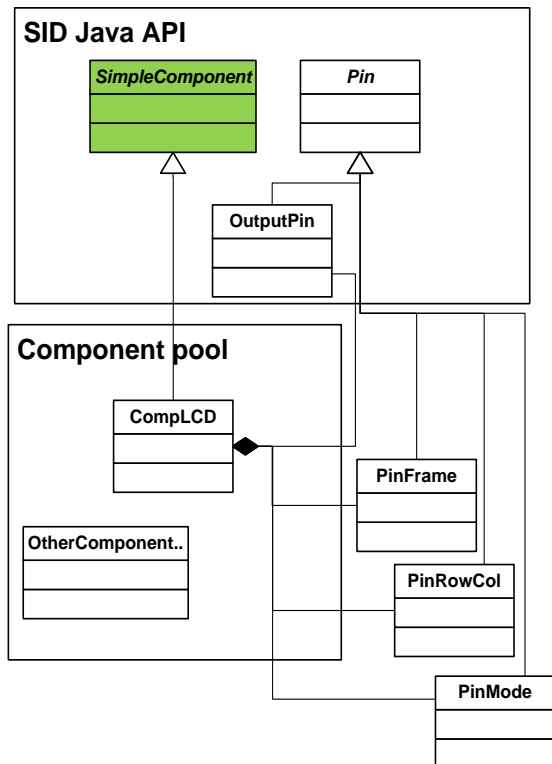 SID Java API
SimpleComponent
Pin
OutputPin
Component pool
CompLCD
PinFrame
OtherComponent..
PinRowCol
PinMode